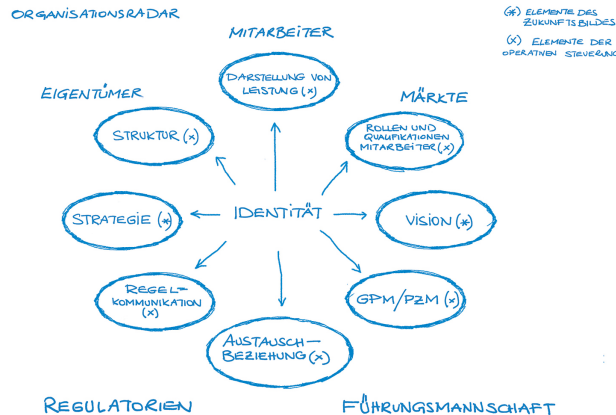 ORGANISATIONSRADAR
(*) ELEMENTE DES
ZUKUNFTSBILDES
(x) ELEMENTE DER
OPERATIVEN STEUERUNG
MITARBEITER
DARSTELLUNG VON
LEISTUNG (x)
EIGENTÜMER
MÄRKTE
STRUKTUR (x)
ROLLEN UND
QUALIFIKATIONEN
MITARBEITER (x)
STRATEGIE (*)
IDENTITÄT
VISION (*)
REGEL-
KOMMUNIKATION
(x)
GPM/PZM (x)
AUSTAUSCH-
BEZIEHUNG (x)
REGULATORIEN
FÜHRUNGSMANNSCHAFT